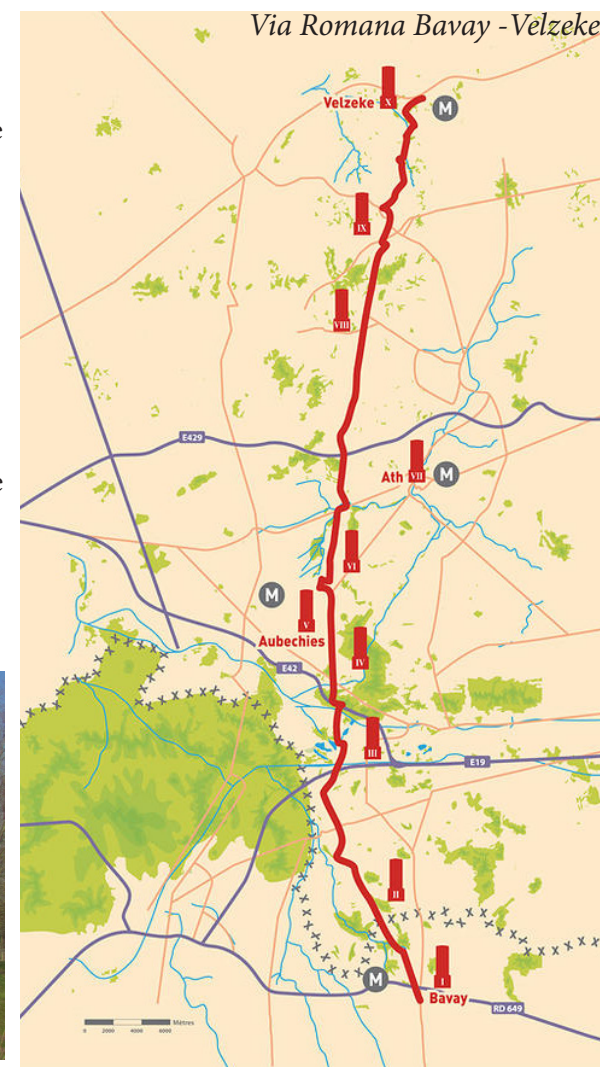 Via Romana Bavay -Velzeke
e
Velzeke
X
M
IX
VIII
E429
e
Ath
VII
M
VI
M
V
Aubechies
IV
E42
III
E19
II
I
M
Bavay
RD 649
Mètres
0 2000 4000 6000